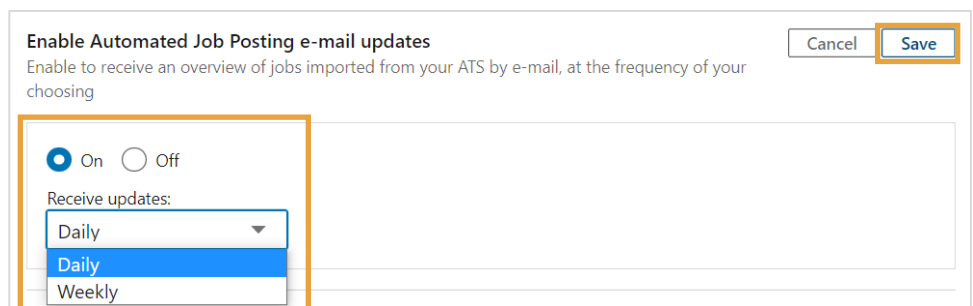 Enable Automated Job Posting e-mail updates
Cancel
Save
Enable to receive an overview of jobs imported from your ATS by e-mail, at the frequency of your
choosing
On
Off
Receive updates:
Daily
Daily
Weekly